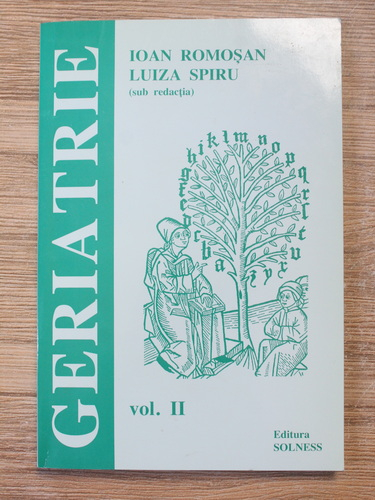 GERIATRIE
IOAN ROMOȘAN
LUIZA SPIRU
(sub redacția)
vol. II
Editura
SOLNESS